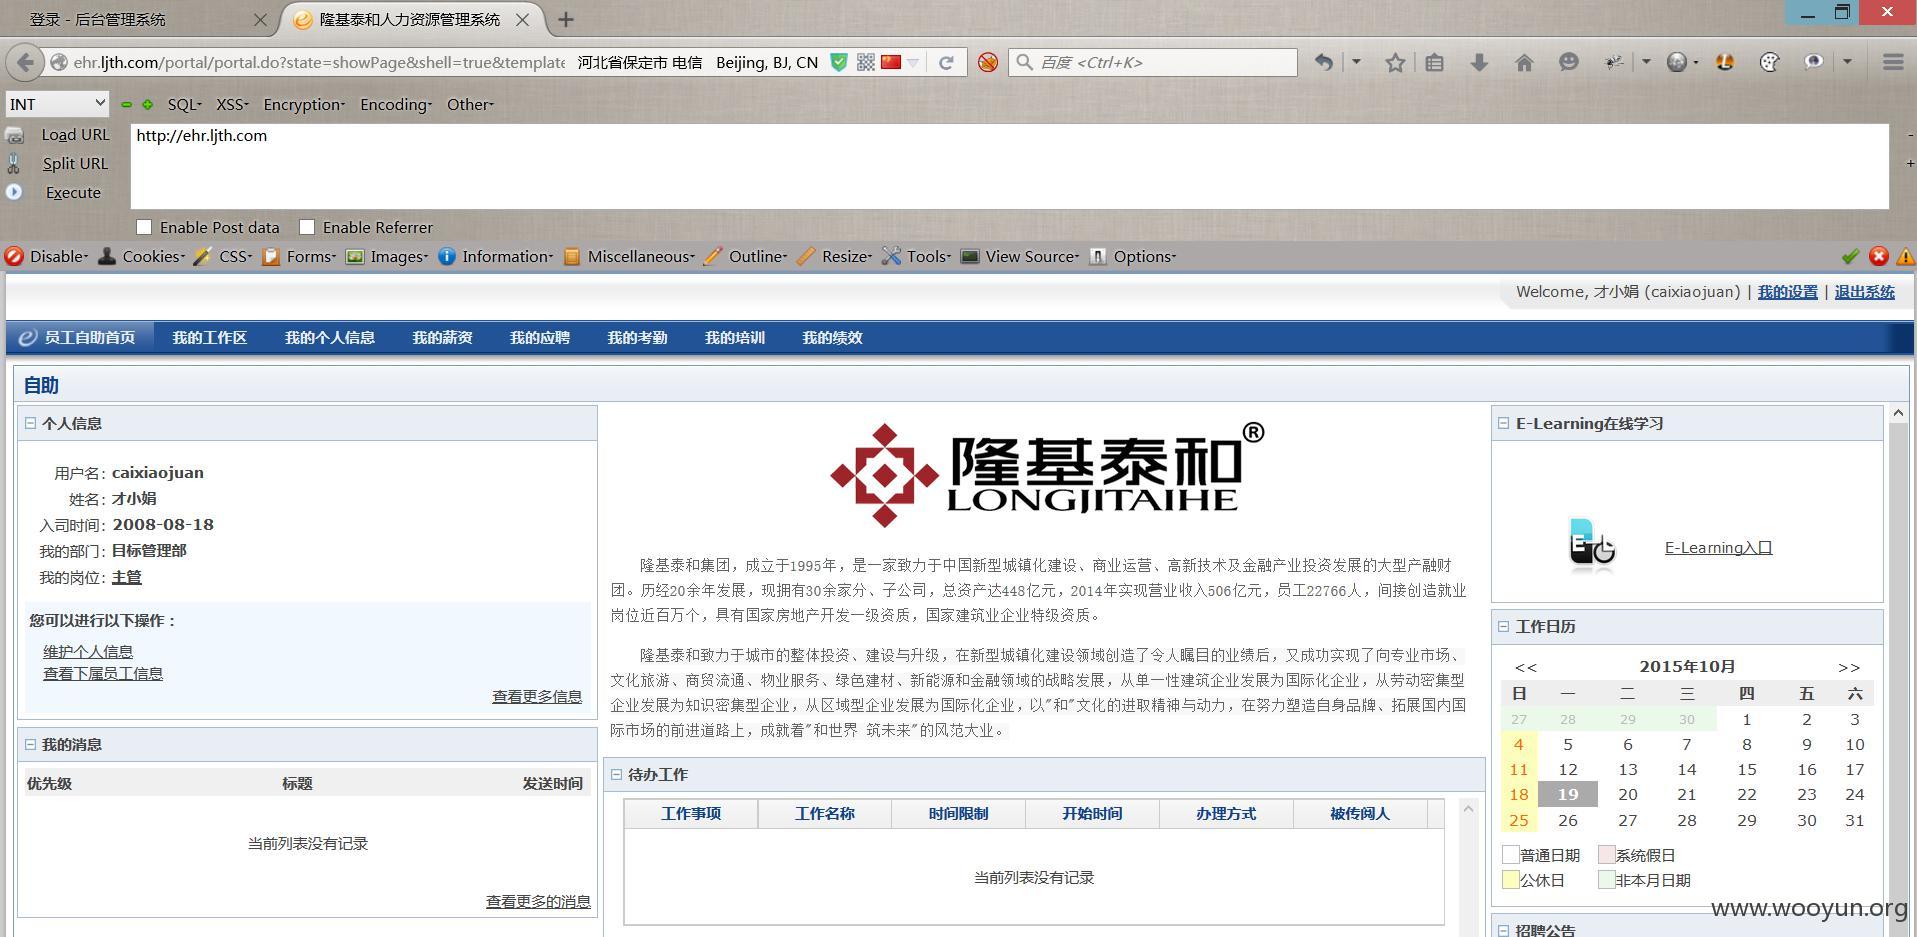 登录 - 后台管理系统
隆基泰和人力资源管理系统
ehr.ljth.com/portal/portal.do?state=showPage&shell=true&template
河北省保定市 电信 Beijing, BJ, CN
百度 <Ctrl+K>
INT SQL XSS Encryption Encoding Other
Load URL http://ehr.ljth.com
Split URL
Execute
Enable Post data Enable Referrer
Disable Cookies CSS Forms Images Information Miscellaneous Outline Resize Tools View Source Options
Welcome, 才小娟 (caixiaojuan) | 我的设置 | 退出系统
员工自助首页 我的工作区 我的个人信息 我的薪资 我的应聘 我的考勤 我的培训 我的绩效
自助
个人信息
用户名: caixiaojuan
姓名: 才小娟
入司时间: 2008-08-18
我的部门: 目标管理部
我的岗位: 主管
您可以进行以下操作：
维护个人信息
查看下属员工信息
查看更多信息
我的消息
优先级 标题 发送时间
当前列表没有记录
查看更多的消息
隆基泰和®
LONGJITAIHE
隆基泰和集团，成立于1995年，是一家致力于中国新型城镇化建设、商业运营、高新技术及金融产业投资发展的大型产融财
团。历经20余年发展，现拥有30余家分、子公司，总资产达448亿元，2014年实现营业收入506亿元，员工22766人，间接创造就业
岗位近百万个，具有国家房地产开发一级资质，国家建筑业企业特级资质。
隆基泰和致力于城市的整体投资、建设与升级，在新型城镇化建设领域创造了令人瞩目的业绩后，又成功实现了向专业市场、
文化旅游、商贸流通、物业服务、绿色建材、新能源和金融领域的战略发展，从单一性建筑企业发展为国际化企业，从劳动密集型
企业发展为知识密集型企业，从区域型企业发展为国际化企业，以"和"文化的进取精神与动力，在努力塑造自身品牌、拓展国内国
际市场的前进道路上，成就着"和世界 筑未来"的风范大业。
待办工作
工作事项 工作名称 时间限制 开始时间 办理方式 被传阅人
当前列表没有记录
E-Learning在线学习
E-Learning入口
工作日历
<< 2015年10月 >>
日 一 二 三 四 五 六
27 28 29 30 1 2 3
4 5 6 7 8 9 10
11 12 13 14 15 16 17
18 19 20 21 22 23 24
25 26 27 28 29 30 31
普通日期 系统假日
公休日 非本月日期
www.wooyun.org
招聘公告